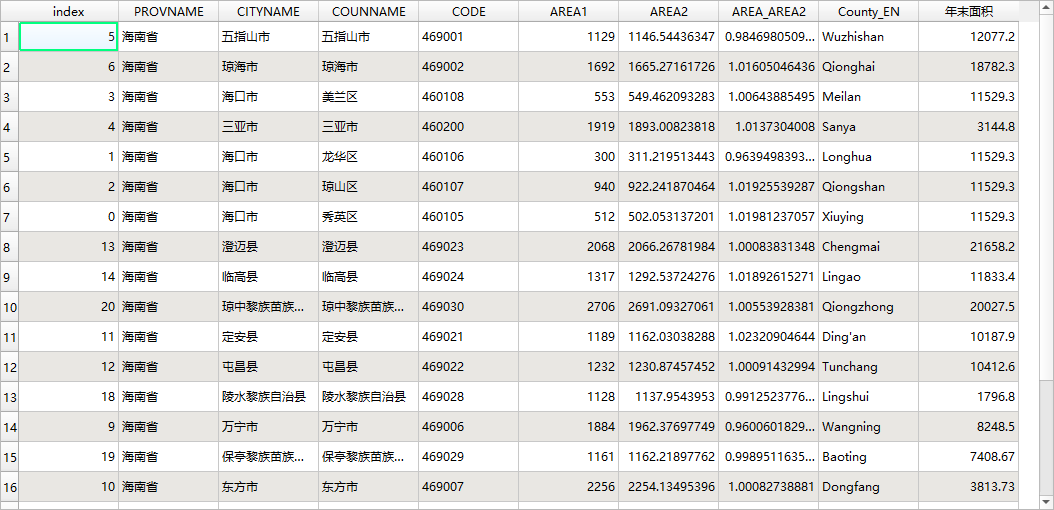 index PROVNAME CITYNAME COUNNAME CODE AREA1 AREA2 AREA_AREA2 County_EN 年末面积
1 5 海南省 五指山市 五指山市 469001 1129 1146.54436347 0.9846980509... Wuzhishan 12077.2
2 6 海南省 琼海市 琼海市 469002 1692 1665.27161726 1.01605046436 Qionghai 18782.3
3 3 海南省 海口市 美兰区 460108 553 549.462093283 1.00643885495 Meilan 11529.3
4 4 海南省 三亚市 三亚市 460200 1919 1893.00823818 1.0137304008 Sanya 3144.8
5 1 海南省 海口市 龙华区 460106 300 311.219513443 0.9639498393... Longhua 11529.3
6 2 海南省 海口市 琼山区 460107 940 922.241870464 1.01925539287 Qiongshan 11529.3
7 0 海南省 海口市 秀英区 460105 512 502.053137201 1.01981237057 Xiuying 11529.3
8 13 海南省 澄迈县 澄迈县 469023 2068 2066.26781984 1.00083831348 Chengmai 21658.2
9 14 海南省 临高县 临高县 469024 1317 1292.53724276 1.01892615271 Lingao 11833.4
10 20 海南省 琼中黎族苗族... 琼中黎族苗族... 469030 2706 2691.09327061 1.00553928381 Qiongzhong 20027.5
11 11 海南省 定安县 定安县 469021 1189 1162.03038288 1.02320904644 Ding'an 10187.9
12 12 海南省 屯昌县 屯昌县 469022 1232 1230.87457452 1.00091432994 Tunchang 10412.6
13 18 海南省 陵水黎族自治县 陵水黎族自治县 469028 1128 1137.9543953 0.9912523776... Lingshui 1796.8
14 9 海南省 万宁市 万宁市 469006 1884 1962.37697749 0.9600601829... Wangning 8248.5
15 19 海南省 保亭黎族苗族... 保亭黎族苗族... 469029 1161 1162.21897762 0.9989511635... Baoting 7408.67
16 10 海南省 东方市 东方市 469007 2256 2254.13495396 1.00082738881 Dongfang 3813.73